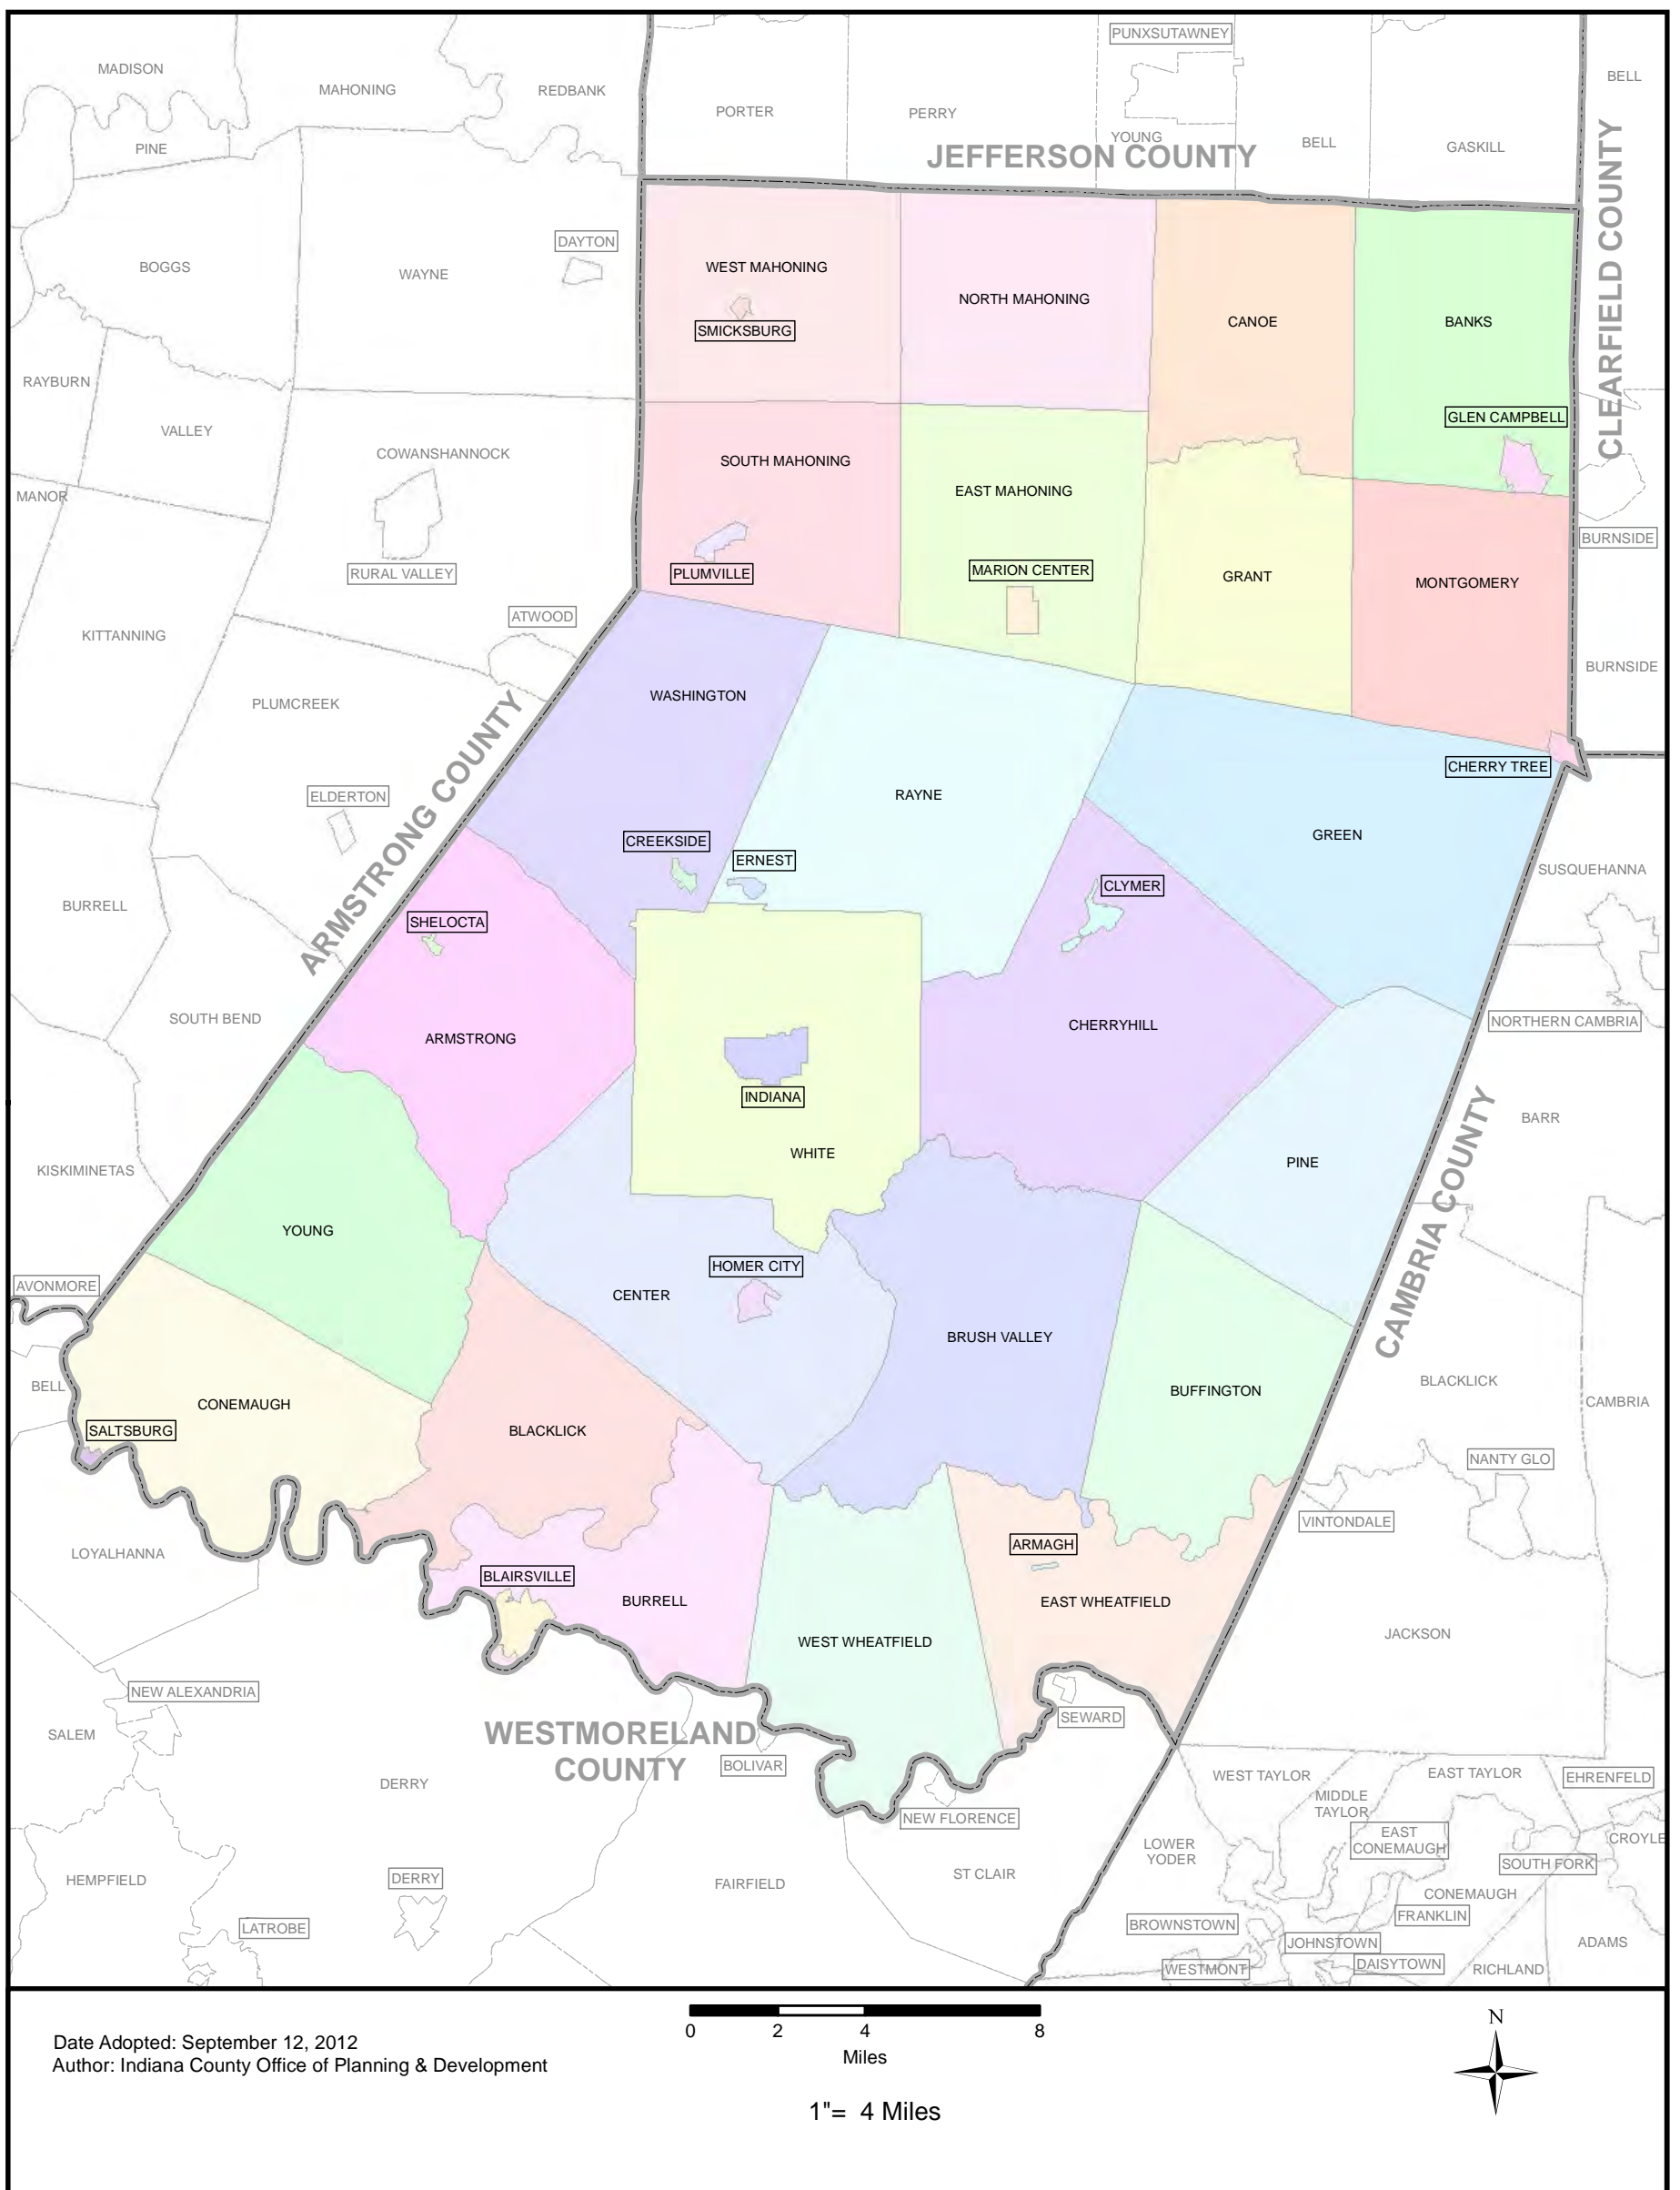 PUNXSUTAWNEY
MADISON
BELL
MAHONING
REDBANK
PORTER
PERRY
YOUNG
BELL
GASKILL
PINE
JEFFERSON COUNTY
CLEARFIELD COUNTY
DAYTON
BOGGS
WAYNE
WEST MAHONING
NORTH MAHONING
SMICKSBURG
CANOE
BANKS
RAYBURN
GLEN CAMPBELL
VALLEY
COWANSHANNOCK
SOUTH MAHONING
EAST MAHONING
MANOR
BURNSIDE
RURAL VALLEY
PLUMVILLE
MARION CENTER
GRANT
MONTGOMERY
ATWOOD
KITTANNING
BURNSIDE
WASHINGTON
PLUMCREEK
ARMSTRONG COUNTY
CHERRY TREE
ELDERTON
RAYNE
GREEN
CREEKSIDE
ERNEST
SUSQUEHANNA
CLYMER
BURRELL
SHELOCTA
SOUTH BEND
NORTHERN CAMBRIA
CHERRYHILL
ARMSTRONG
INDIANA
BARR
CAMBRIA COUNTY
WHITE
PINE
KISKIMINETAS
YOUNG
HOMER CITY
AVONMORE
CENTER
BRUSH VALLEY
BELL
BLACKLICK
BUFFINGTON
CAMBRIA
CONEMAUGH
SALTSBURG
BLACKLICK
NANTY GLO
VINTONDALE
ARMAGH
LOYALHANNA
BLAIRSVILLE
BURRELL
EAST WHEATFIELD
WEST WHEATFIELD
JACKSON
NEW ALEXANDRIA
SEWARD
SALEM
WESTMORELAND
COUNTY
BOLIVAR
DERRY
WEST TAYLOR
EAST TAYLOR
EHRENFELD
MIDDLE
TAYLOR
NEW FLORENCE
EAST
CONEMAUGH
CROYLE
LOWER
YODER
SOUTH FORK
HEMPFIELD
DERRY
FAIRFIELD
ST CLAIR
CONEMAUGH
FRANKLIN
LATROBE
BROWNSTOWN
JOHNSTOWN
ADAMS
DAISYTOWN
WESTMONT
RICHLAND
0 2 4 8
Miles
1"= 4 Miles
N
Date Adopted: September 12, 2012
Author: Indiana County Office of Planning & Development